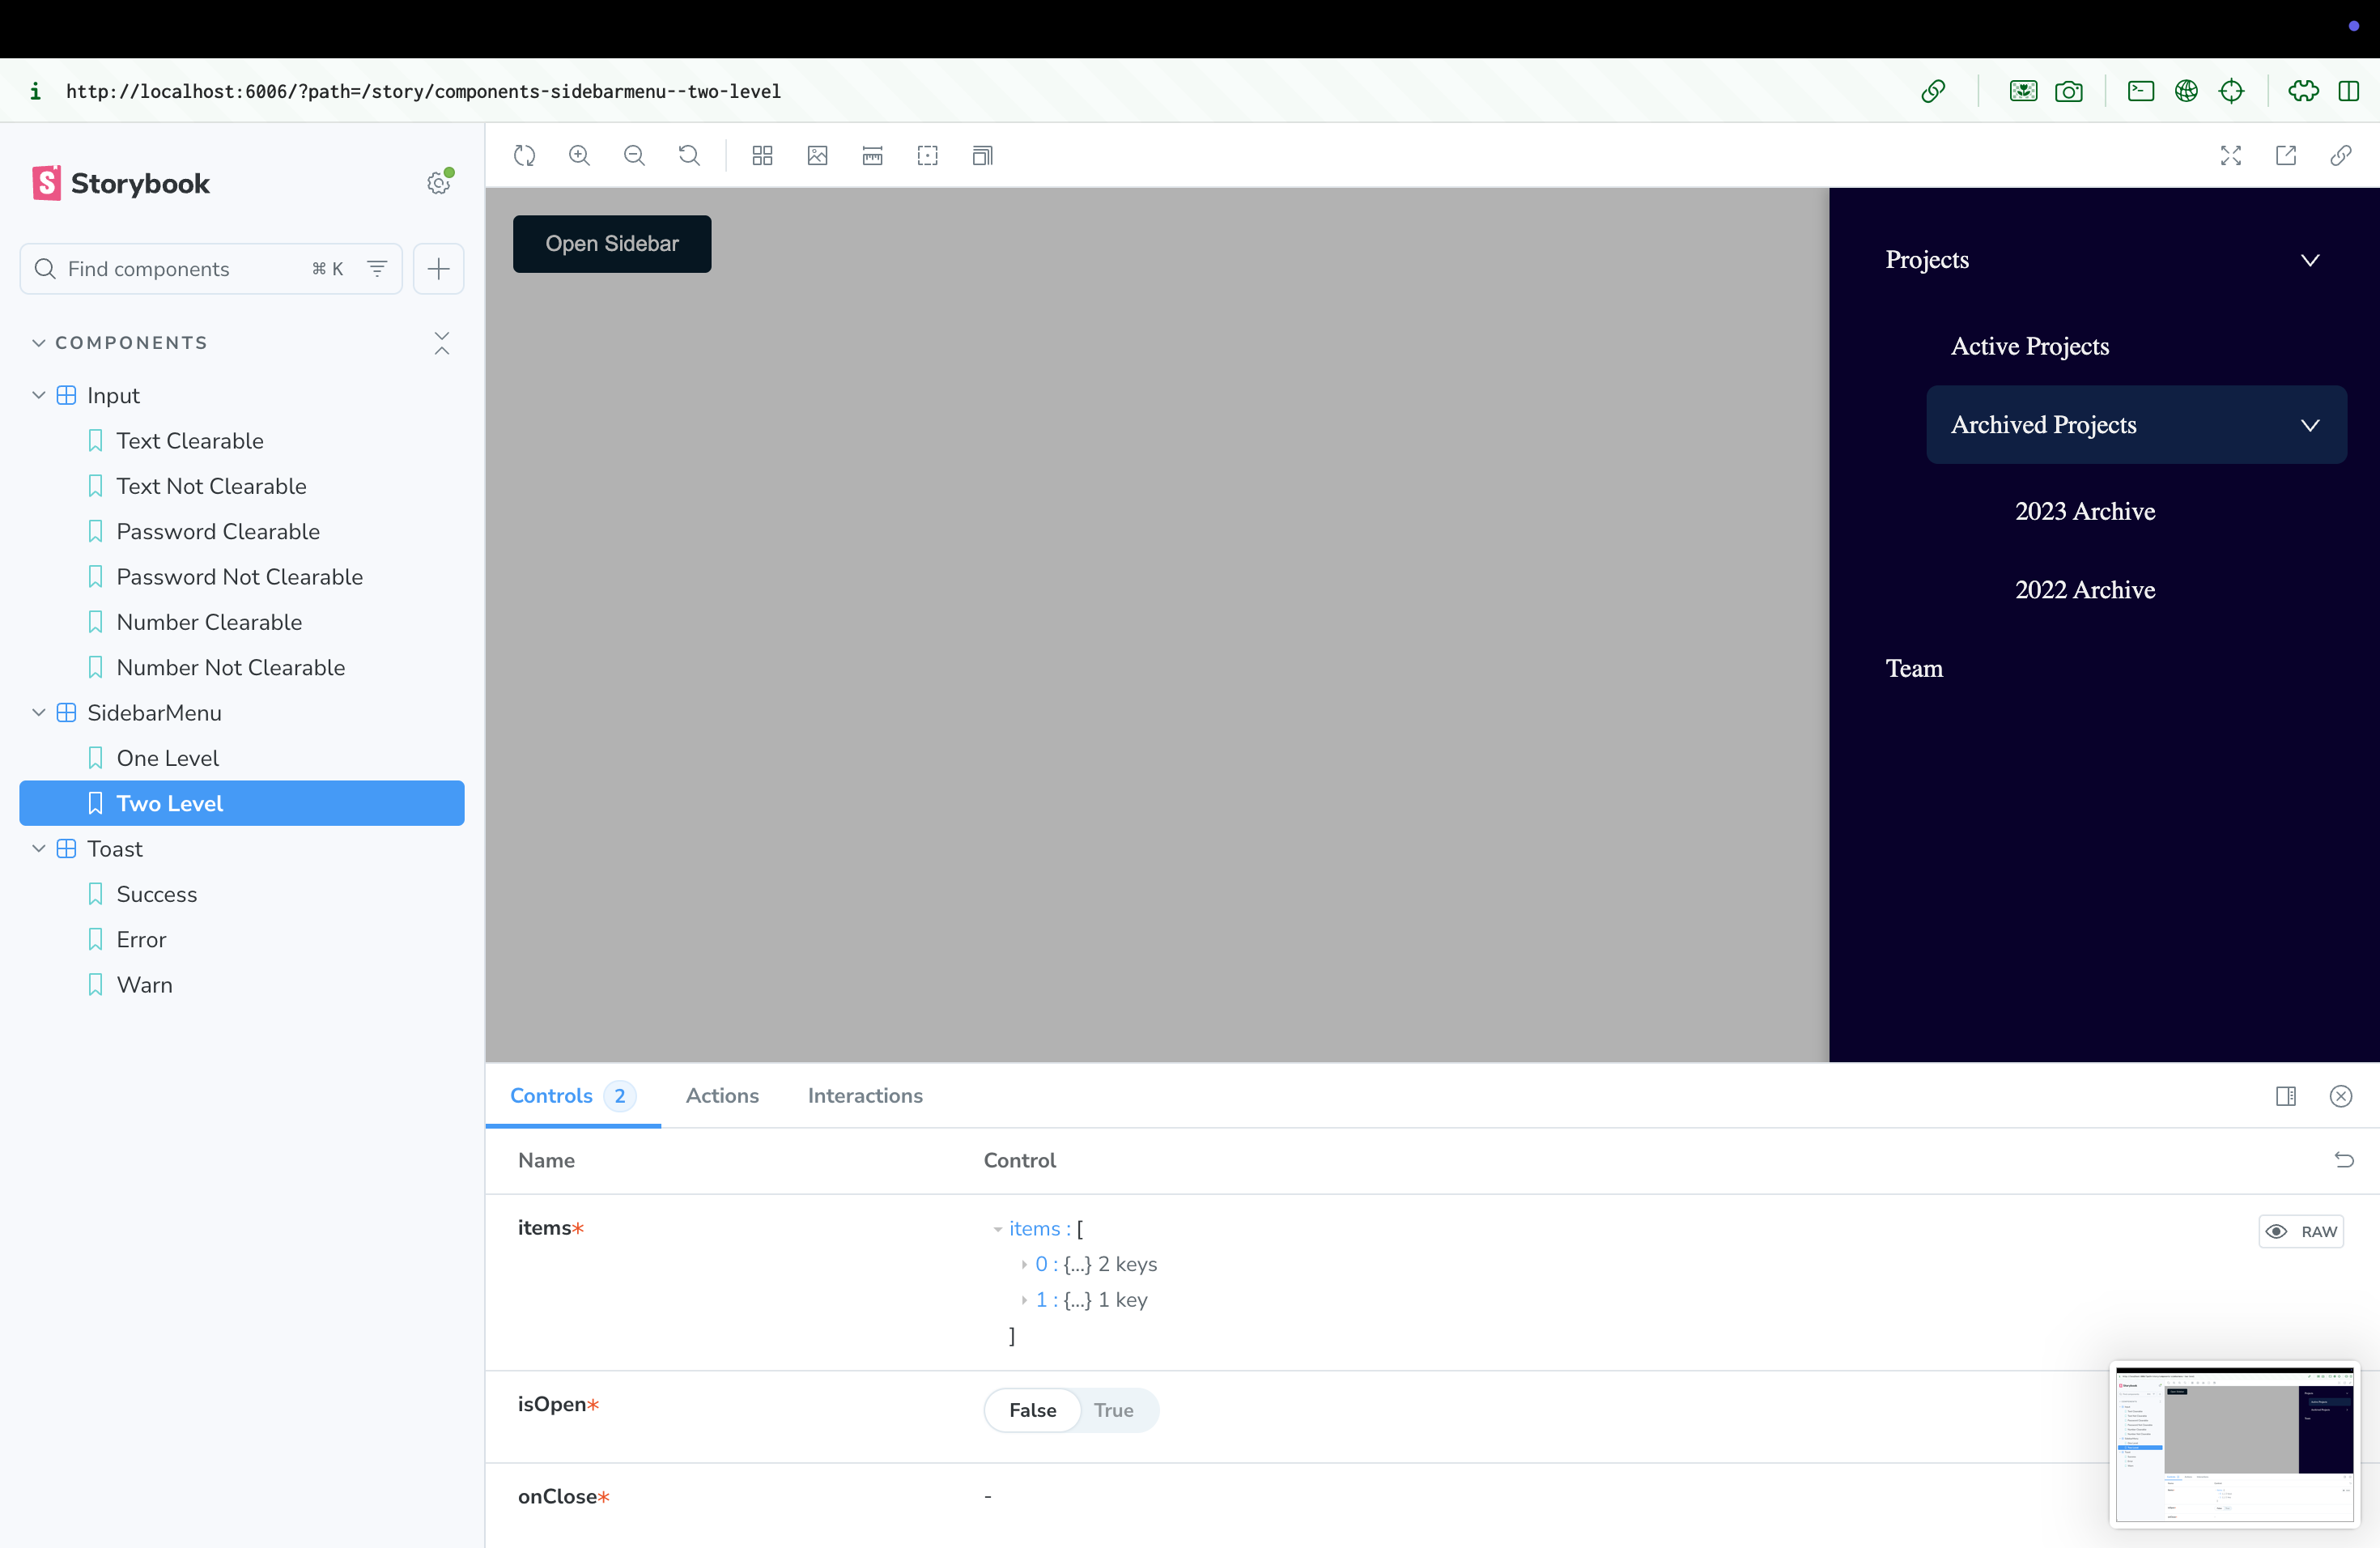 i http://localhost:6006/?path=/story/components-sidebarmenu--two-level
Storybook
Find components ⌘ K
COMPONENTS
Input
Text Clearable
Text Not Clearable
Password Clearable
Password Not Clearable
Number Clearable
Number Not Clearable
SidebarMenu
One Level
Two Level
Toast
Success
Error
Warn
Open Sidebar
Projects
Active Projects
Archived Projects
2023 Archive
2022 Archive
Team
Controls 2 Actions Interactions
Name Control
items* items : [
0 : {...} 2 keys
1 : {...} 1 key
]
RAW
isOpen* False True
onClose* -